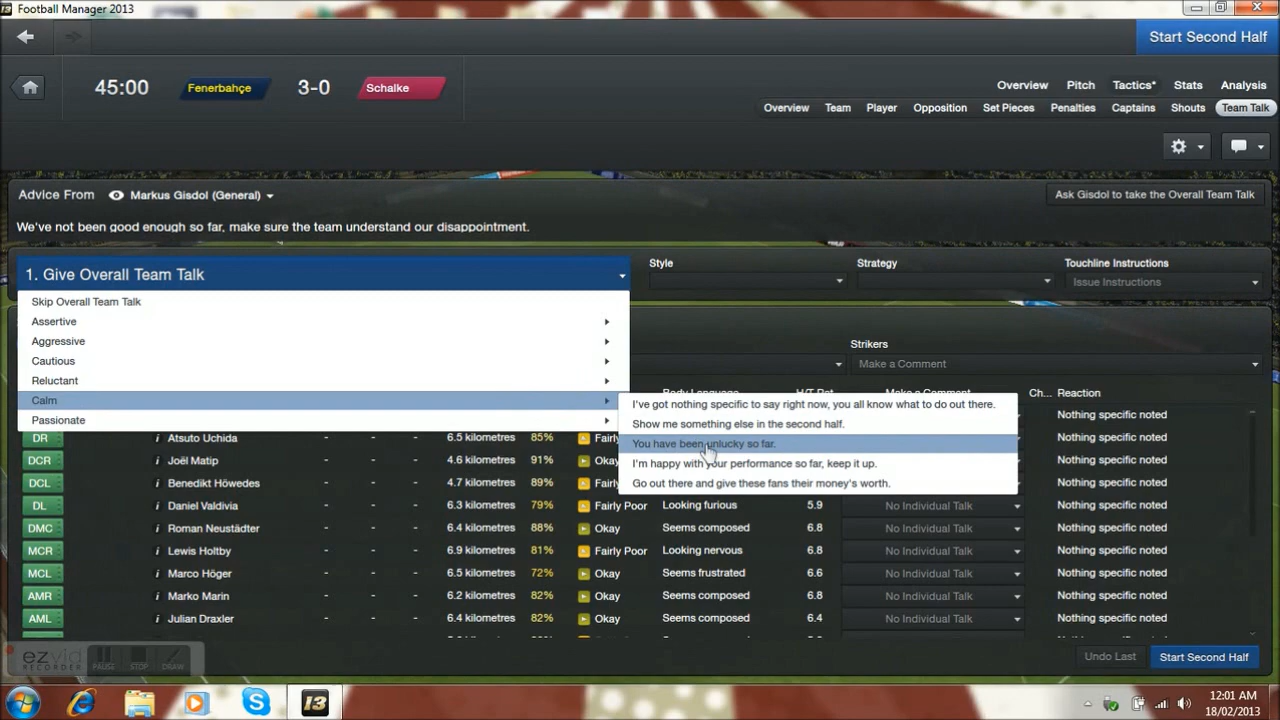 13 Football Manager 2013
Start Second Half
45:00 Fenerbahçe 3-0 Schalke
Overview Pitch Tactics* Stats Analysis
Overview Team Player Opposition Set Pieces Penalties Captains Shouts Team Talk
Advice From Markus Gisdol (General) Ask Gisdol to take the Overall Team Talk
We've not been good enough so far, make sure the team understand our disappointment.
1. Give Overall Team Talk Style Strategy Touchline Instructions
Issue Instructions
Skip Overall Team Talk
Assertive
Aggressive
Cautious
Reluctant
Calm
Passionate
Strikers
Make a Comment
Body Language H/T Rat Make a Comment Ch... Reaction
I've got nothing specific to say right now, you all know what to do out there.
Show me something else in the second half.
You have been unlucky so far.
I'm happy with your performance so far, keep it up.
Go out there and give these fans their money's worth.
Nothing specific noted
DR i Atsuto Uchida - - - 6.5 kilometres 85% Fairly Nothing specific noted
DCR i Joël Matip - - - 4.6 kilometres 91% Okay Nothing specific noted
DCL i Benedikt Höwedes - - - 4.7 kilometres 89% Fairly Nothing specific noted
DL i Daniel Valdivia - - - 6.3 kilometres 79% Fairly Poor Looking furious 5.9 No Individual Talk Nothing specific noted
DMC i Roman Neustädter - - - 6.4 kilometres 88% Okay Seems composed 6.8 No Individual Talk Nothing specific noted
MCR i Lewis Holtby - - - 6.9 kilometres 81% Fairly Poor Looking nervous 6.8 No Individual Talk Nothing specific noted
MCL i Marco Höger - - - 6.5 kilometres 72% Okay Seems frustrated 6.6 No Individual Talk Nothing specific noted
AMR i Marko Marin - - - 6.2 kilometres 82% Okay Seems composed 6.8 No Individual Talk Nothing specific noted
AML i Julian Draxler - - - 6.4 kilometres 82% Okay Seems composed 6.4 No Individual Talk Nothing specific noted
ezvid
RECORDER PAUSE STOP DRAW
Undo Last Start Second Half
13
12:01 AM
18/02/2013